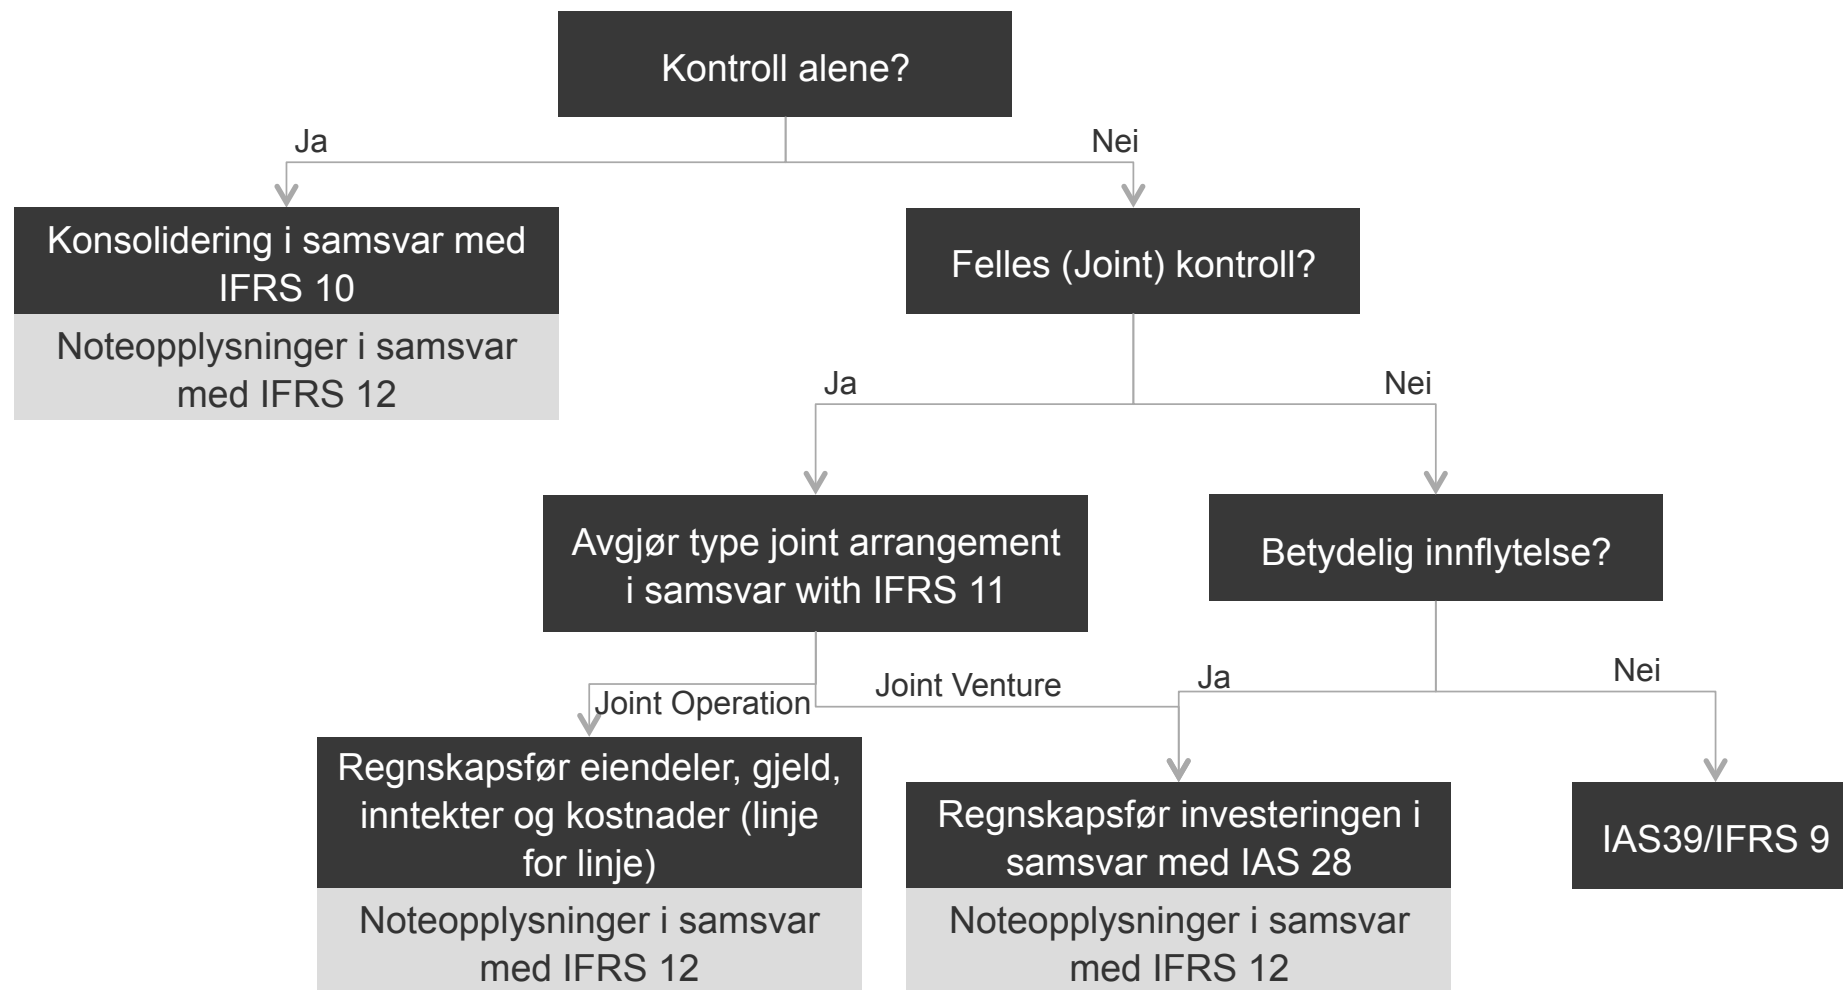 Kontroll alene?
Ja
Nei
Konsolidering i samsvar med
IFRS 10
Noteopplysninger i samsvar
med IFRS 12
Felles (Joint) kontroll?
Ja
Nei
Avgjør type joint arrangement
i samsvar with IFRS 11
Betydelig innflytelse?
Joint Operation
Joint Venture
Ja
Nei
Regnskapsfør eiendeler, gjeld,
inntekter og kostnader (linje
for linje)
Noteopplysninger i samsvar
med IFRS 12
Regnskapsfør investeringen i
samsvar med IAS 28
Noteopplysninger i samsvar
med IFRS 12
IAS39/IFRS 9